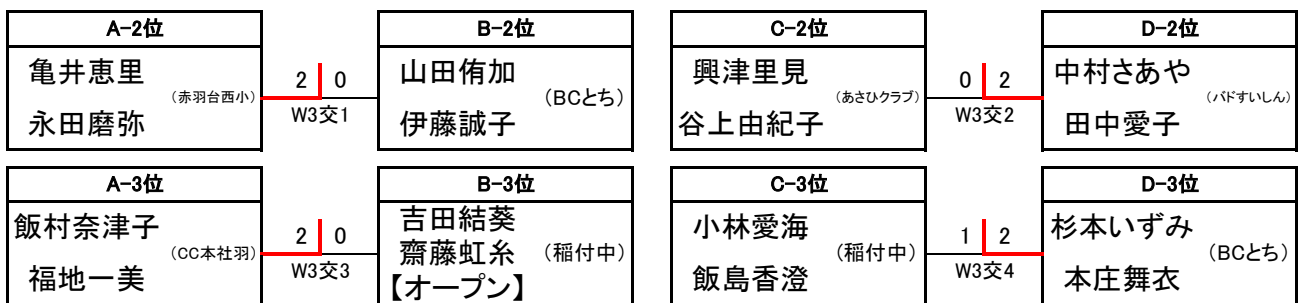 A-2位
亀井恵里
(赤羽台西小)
永田磨弥
2 0
W3交1
B-2位
山田侑加
(BCとち)
伊藤誠子
C-2位
興津里見
(あさひクラブ)
谷上由紀子
0 2
W3交2
D-2位
中村さあや
(バドすいしん)
田中愛子
A-3位
飯村奈津子
(CC本社羽)
福地一美
2 0
W3交3
B-3位
吉田結葵
齋藤虹糸
(稲付中)
【オープン】
C-3位
小林愛海
(稲付中)
飯島香澄
1 2
W3交4
D-3位
杉本いずみ
(BCとち)
本庄舞衣